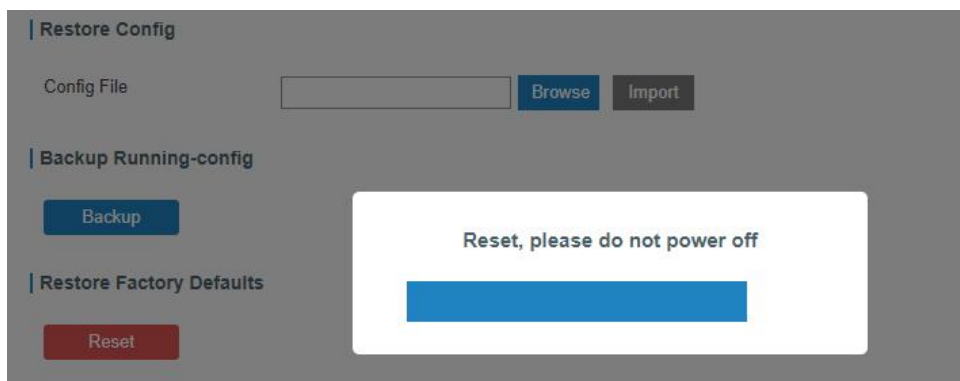 Restore Config
Config File
Browse
Import
Backup Running-config
Backup
Reset, please do not power off
Restore Factory Defaults
Reset